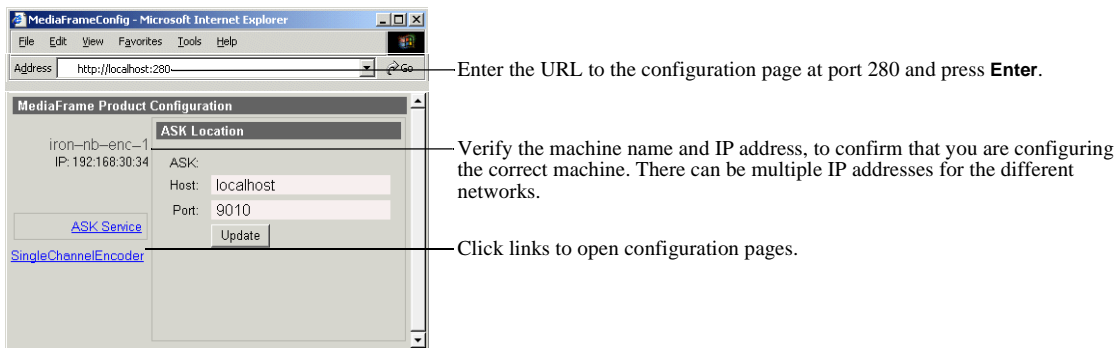 MediaFrameConfig - Microsoft Internet Explorer
File Edit View Favorites Tools Help
Address http://localhost:280 Go
Enter the URL to the configuration page at port 280 and press Enter.
MediaFrame Product Configuration
ASK Location
iron-nb-enc-1
IP: 192:168:30:34
ASK:
Host: localhost
Port: 9010
Update
ASK Service
SingleChannelEncoder
Verify the machine name and IP address, to confirm that you are configuring
the correct machine. There can be multiple IP addresses for the different
networks.
Click links to open configuration pages.